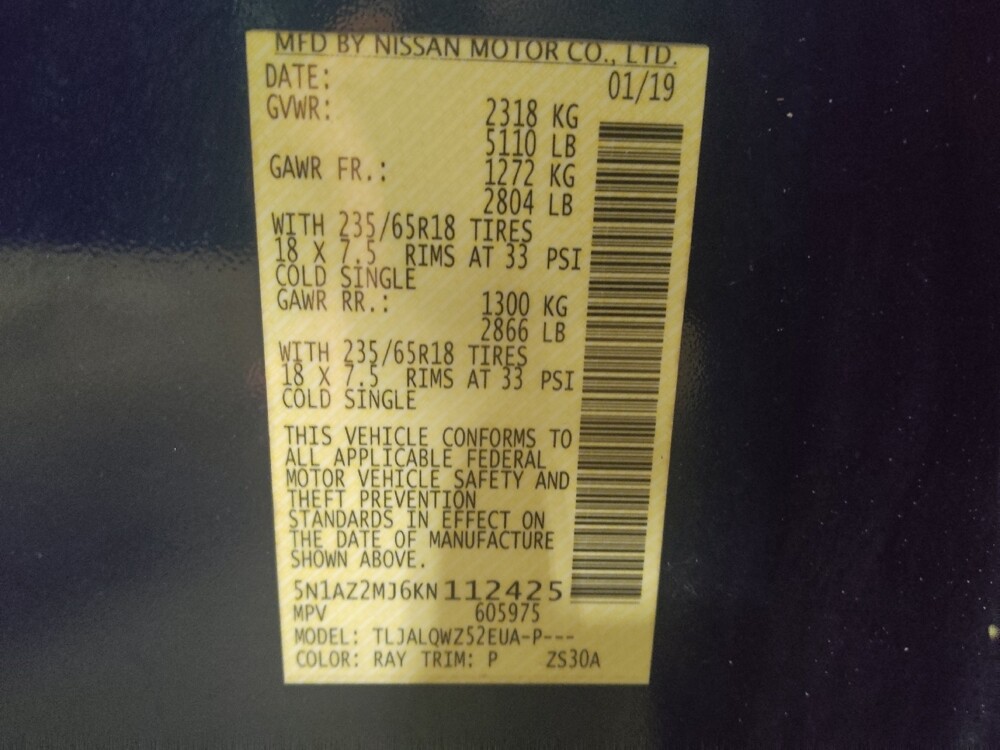 MFD BY NISSAN MOTOR CO., LTD.
DATE: 01/19
GVWR: 2318 KG
5110 LB
GAWR FR.: 1272 KG
2804 LB
WITH 235/65R18 TIRES
18 X 7.5 RIMS AT 33 PSI
COLD SINGLE
GAWR RR.: 1300 KG
2866 LB
WITH 235/65R18 TIRES
18 X 7.5 RIMS AT 33 PSI
COLD SINGLE
THIS VEHICLE CONFORMS TO
ALL APPLICABLE FEDERAL
MOTOR VEHICLE SAFETY AND
THEFT PREVENTION
STANDARDS IN EFFECT ON
THE DATE OF MANUFACTURE
SHOWN ABOVE.
5N1AZ2MJ6KN112425
MPV 605975
MODEL: TLJALQWZ52EUA-P---
COLOR: RAY TRIM: P ZS30A